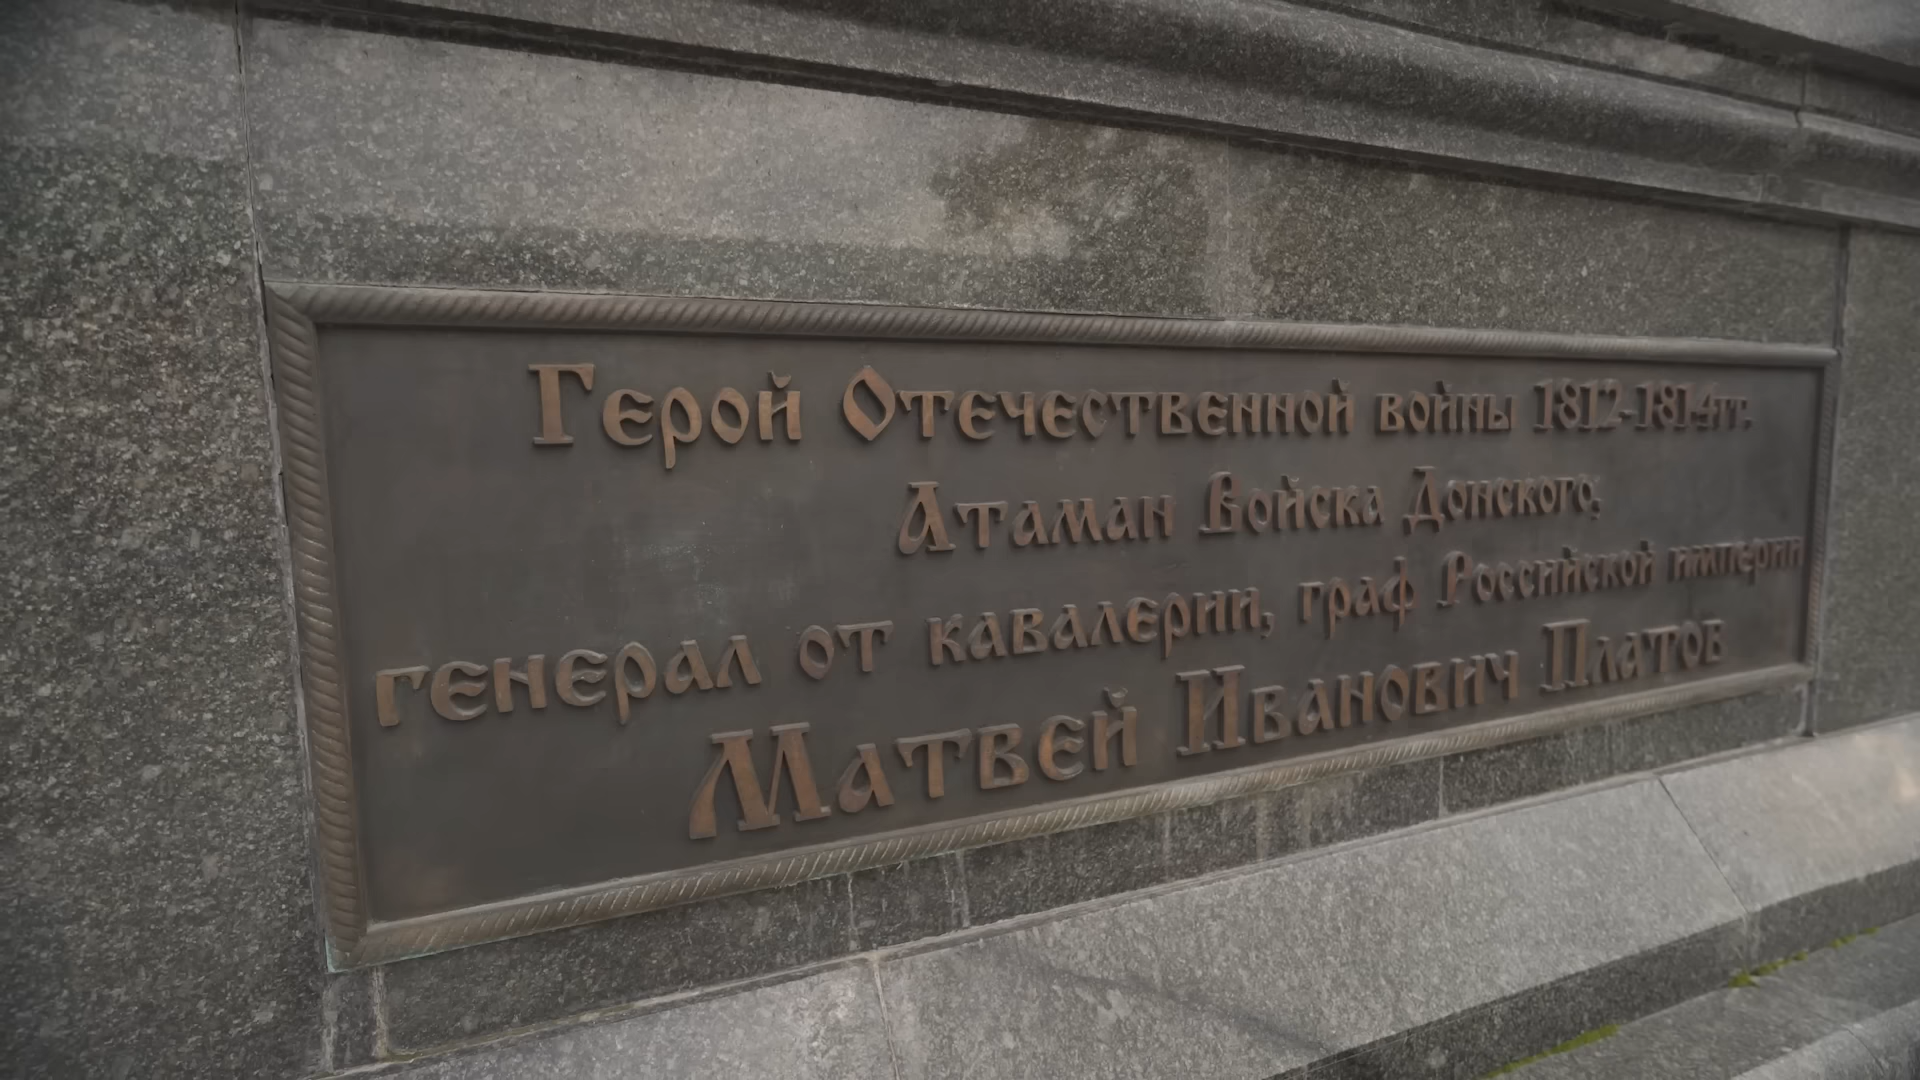 Герой Отечественной войны 1812-1814гг.
Атаман Войска Донского,
генерал от кавалерии, граф Российской империи
Матвей Иванович Платов